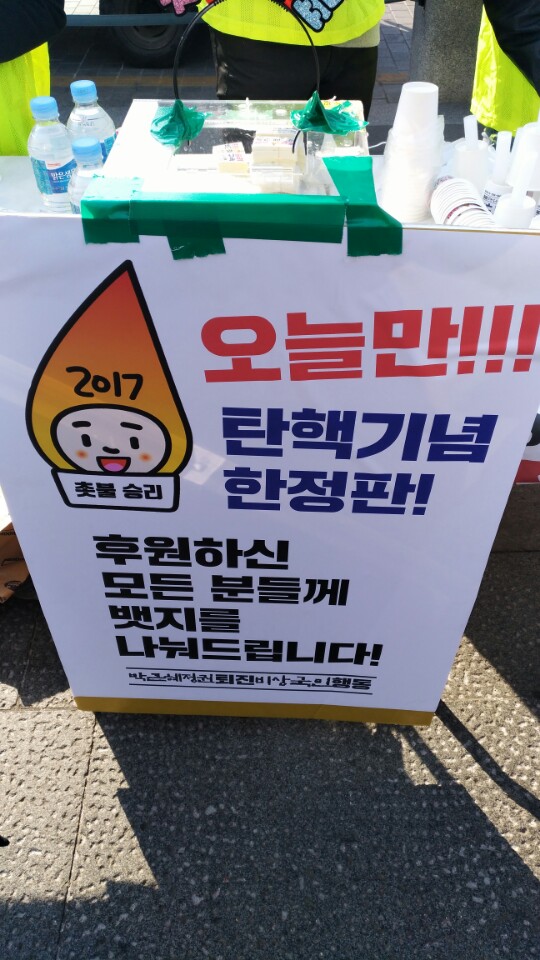 2017
촛불 승리
오늘만!!!
탄핵기념
한정판!
후원하신
모든 분들께
뱃지를
나눠드립니다!
박근혜정권퇴진비상국민행동